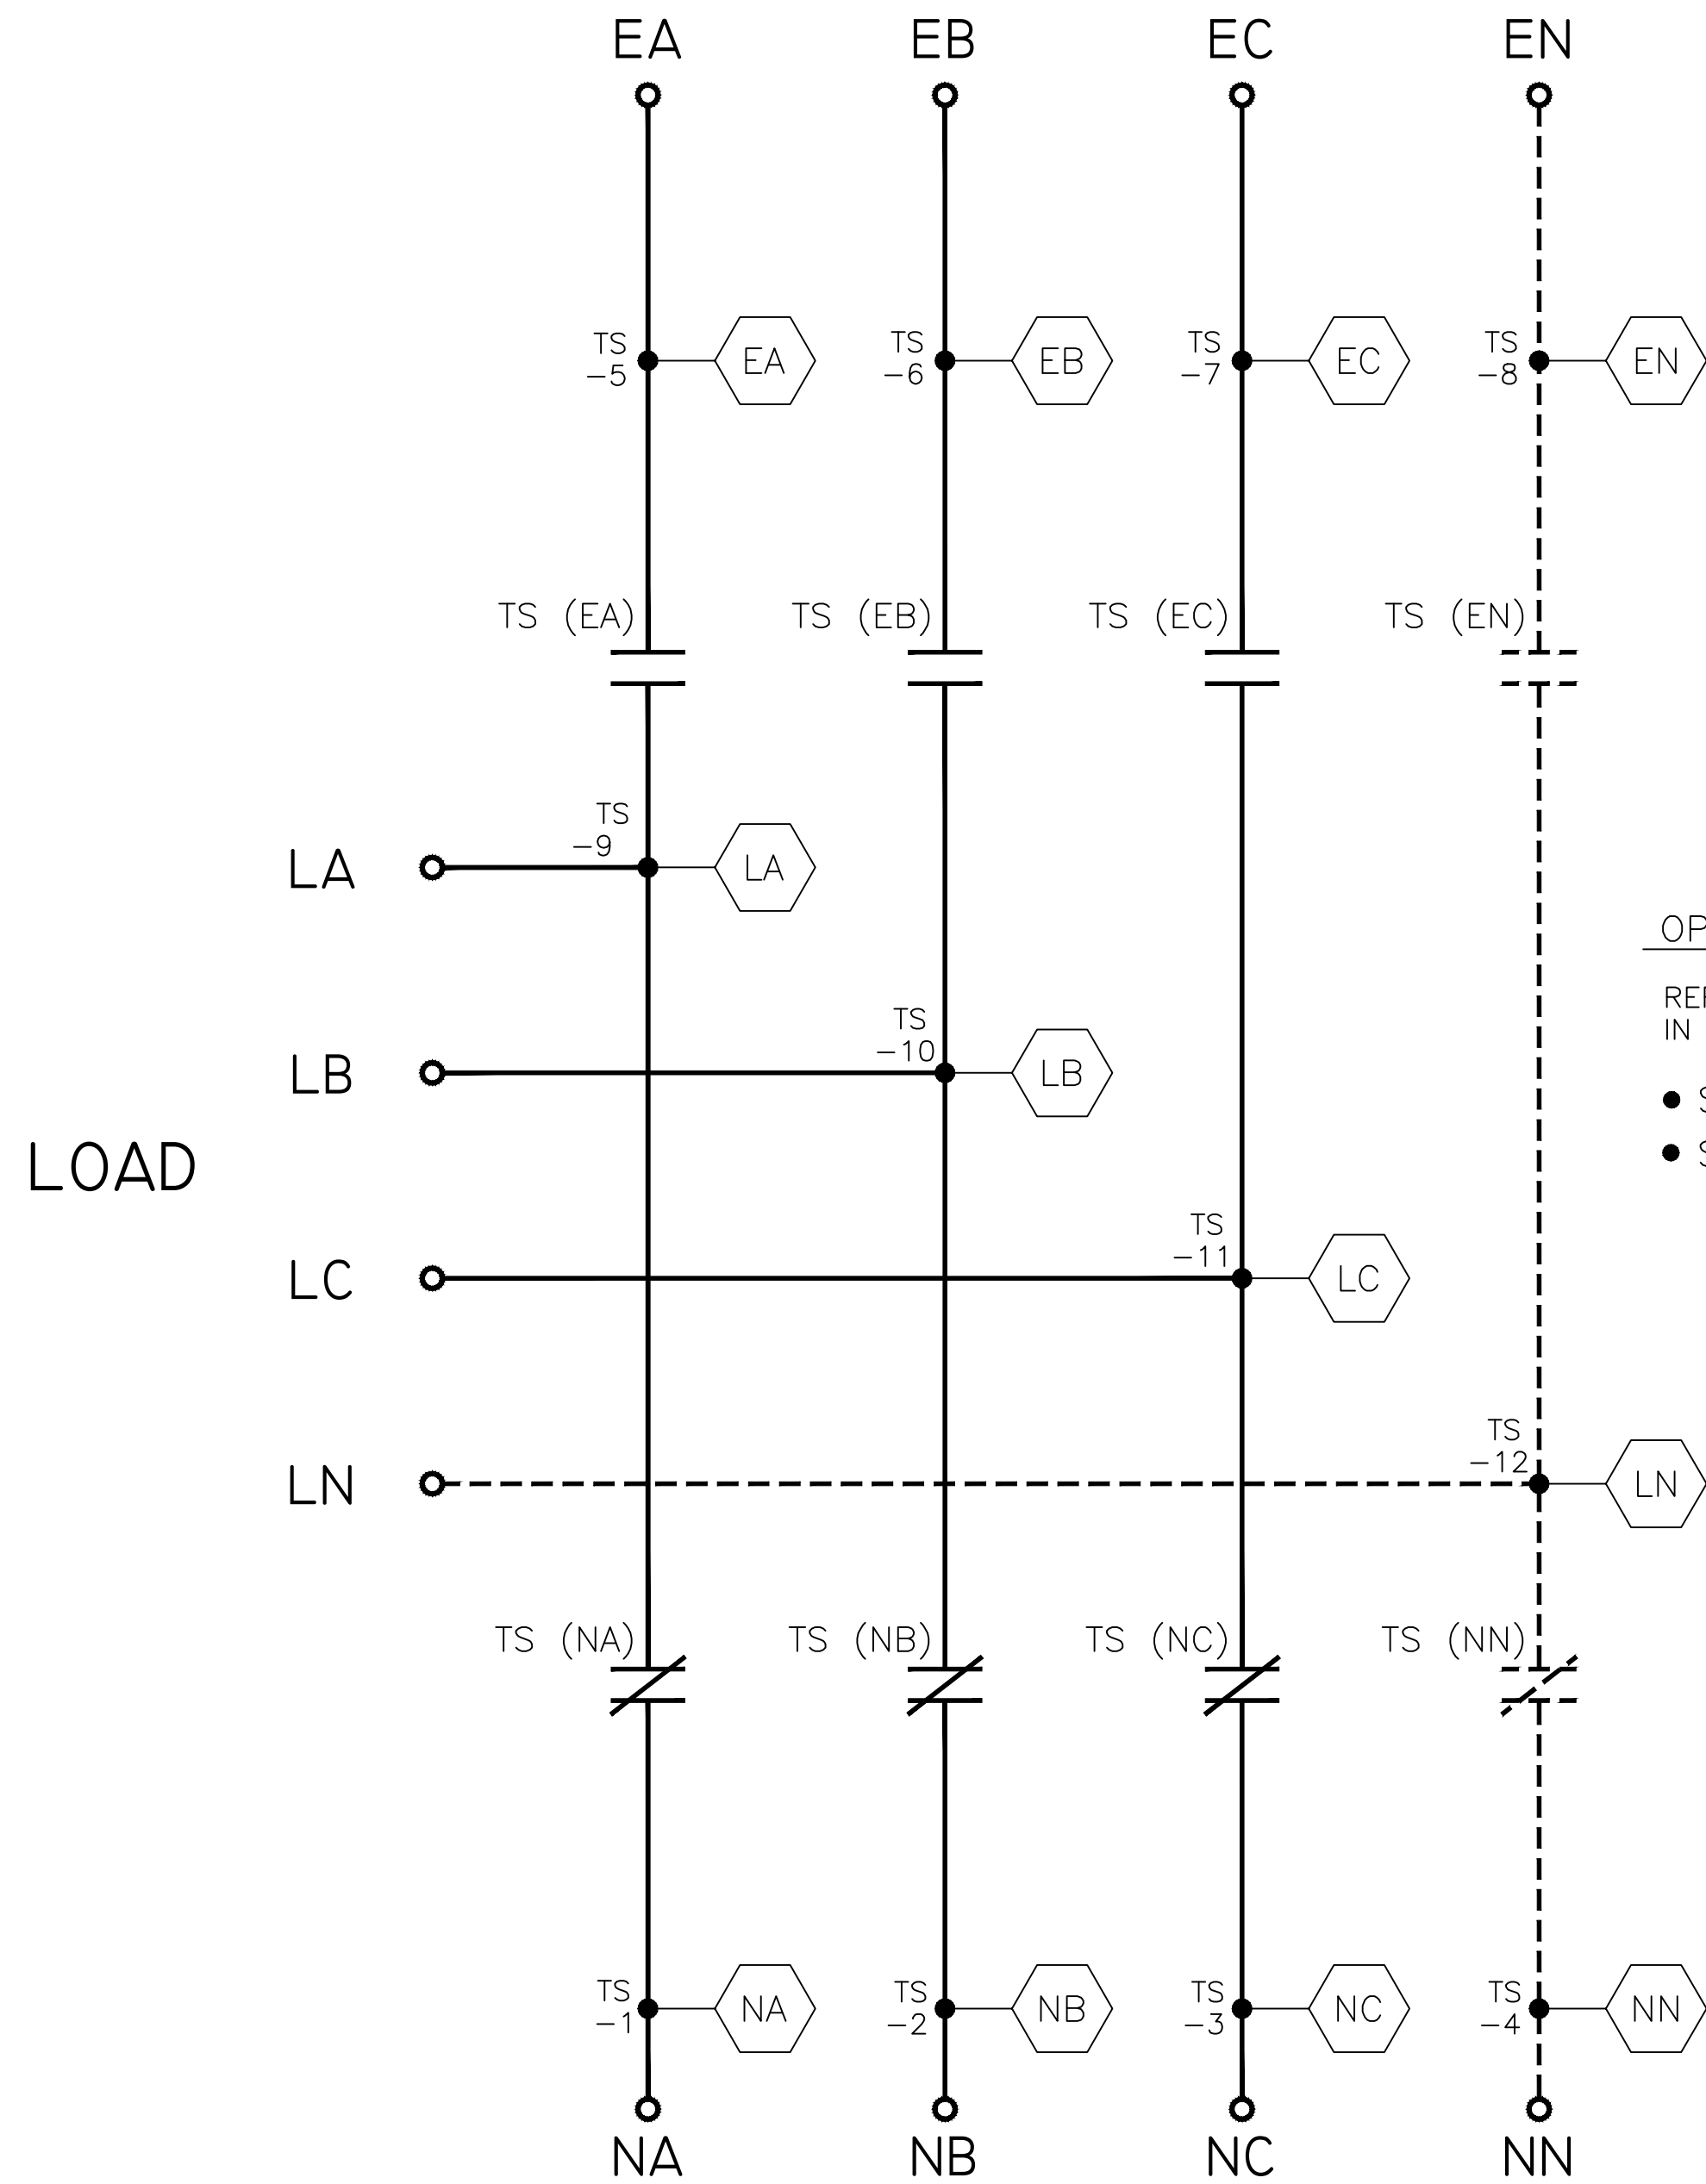 EA EB EC EN
TS TS TS TS
-5 EA -6 EB -7 EC -8 EN
TS (EA) TS (EB) TS (EC) TS (EN)
TS
-9
LA LA
TS
-10
LB LB
LOAD
TS
-11
LC LC
TS
-12
LN LN
IN
TS (NA) TS (NB) TS (NC) TS (NN)
TS TS TS TS
-1 NA -2 NB -3 NC -4 NN
NA NB NC NN